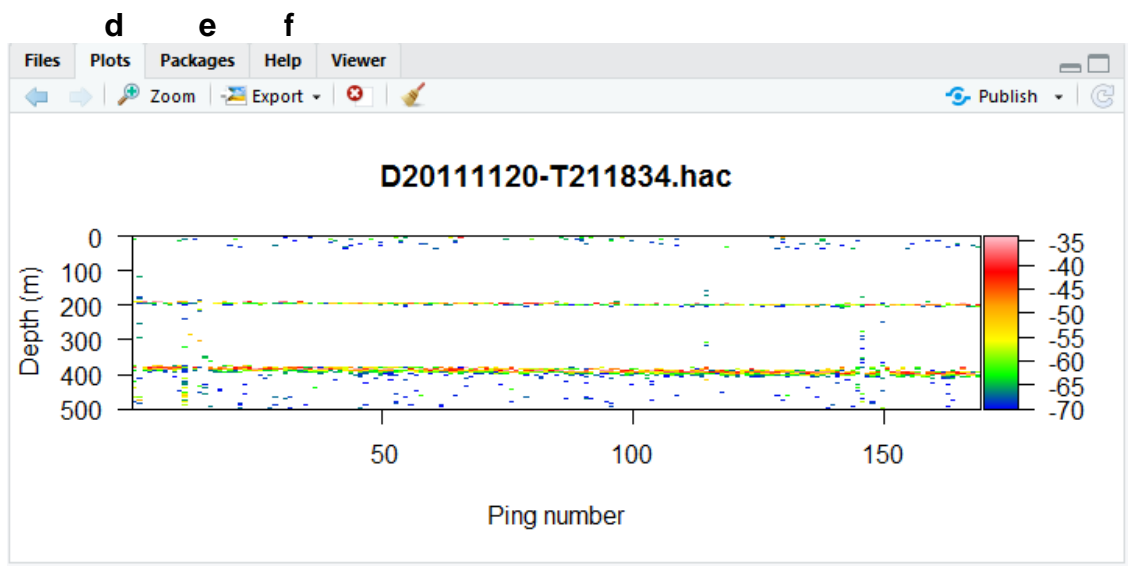 d e f
Files Plots Packages Help Viewer
Zoom Export Publish
D20111120-T211834.hac
Depth (m)
0
100
200
300
400
500
-35
-40
-45
-50
-55
-60
-65
-70
50 100 150
Ping number